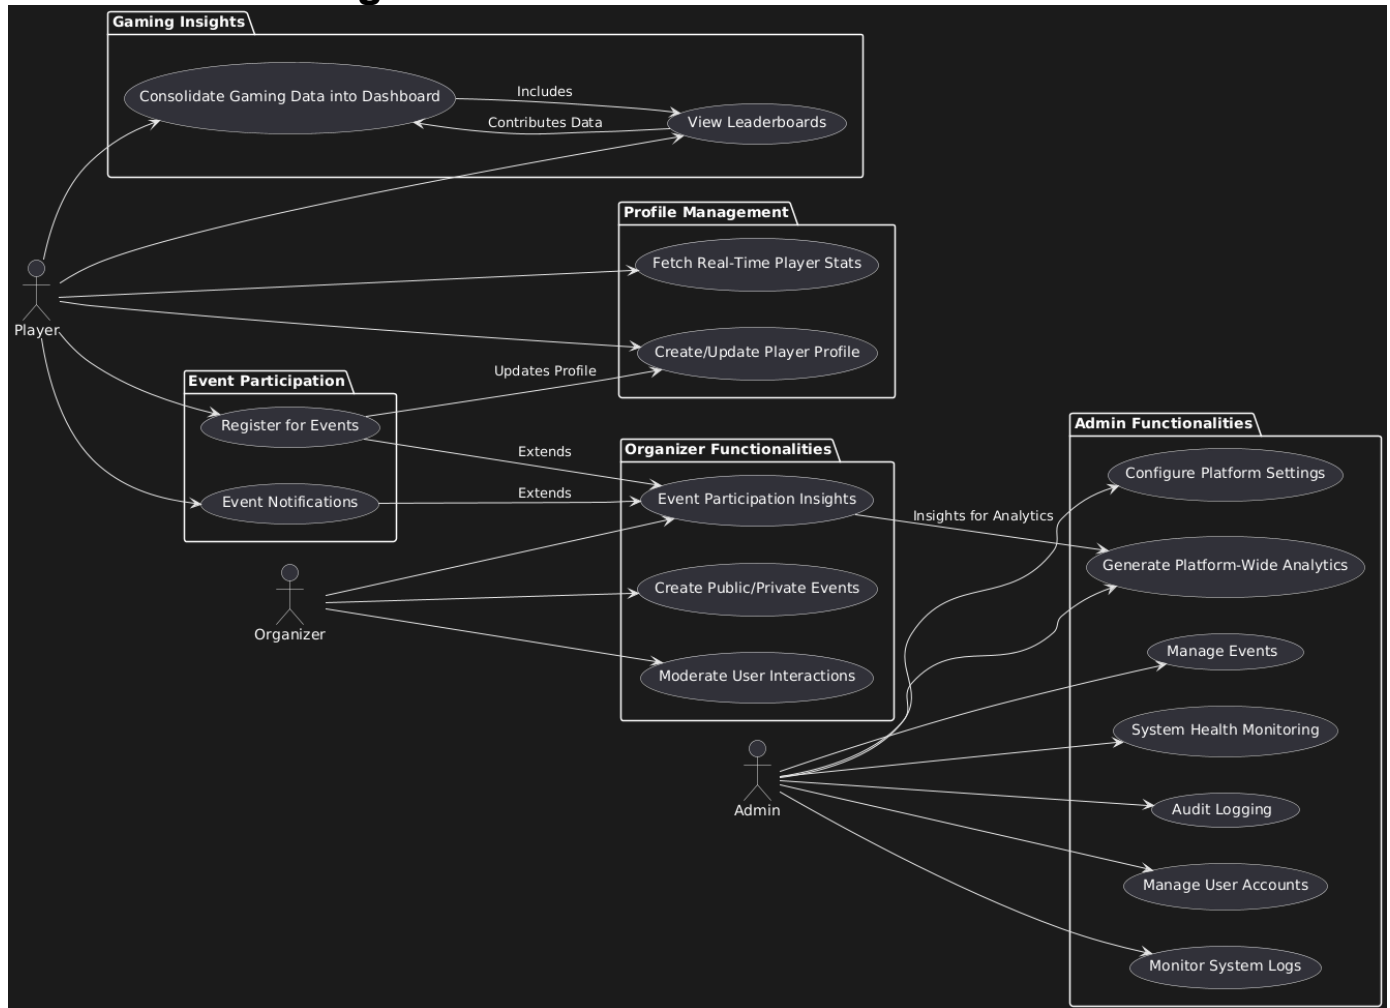 Gaming Insights
Consolidate Gaming Data into Dashboard
Includes
Contributes Data
View Leaderboards
Profile Management
Fetch Real-Time Player Stats
Create/Update Player Profile
Player
Updates Profile
Event Participation
Register for Events
Event Notifications
Extends
Extends
Organizer Functionalities
Event Participation Insights
Create Public/Private Events
Moderate User Interactions
Organizer
Insights for Analytics
Admin Functionalities
Configure Platform Settings
Generate Platform-Wide Analytics
Manage Events
System Health Monitoring
Audit Logging
Manage User Accounts
Monitor System Logs
Admin